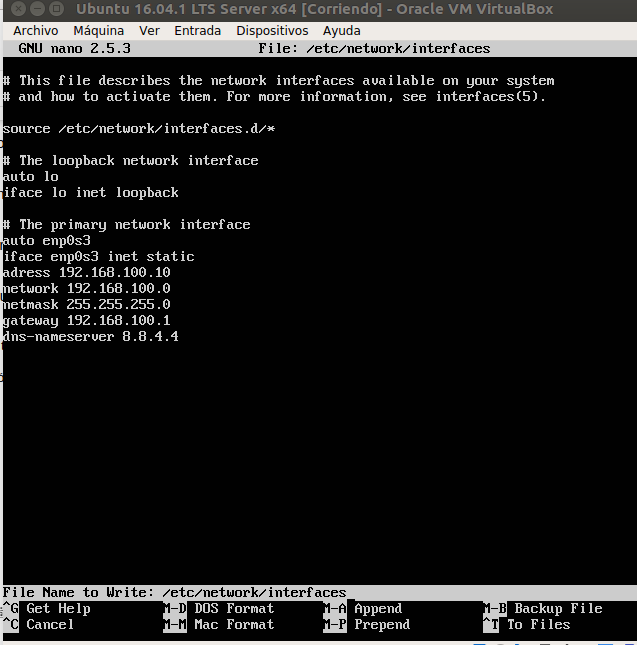 Ubuntu 16.04.1 LTS Server x64 [Corriendo] - Oracle VM VirtualBox
Archivo Máquina Ver Entrada Dispositivos Ayuda
GNU nano 2.5.3 File: /etc/network/interfaces
# This file describes the network interfaces available on your system
# and how to activate them. For more information, see interfaces(5).
source /etc/network/interfaces.d/*
# The loopback network interface
auto lo
iface lo inet loopback
# The primary network interface
auto enp0s3
iface enp0s3 inet static
adress 192.168.100.10
network 192.168.100.0
netmask 255.255.255.0
gateway 192.168.100.1
dns-nameserver 8.8.4.4
File Name to Write: /etc/network/interfaces
^G Get Help M-D DOS Format M-A Append M-B Backup File
^C Cancel M-M Mac Format M-P Prepend ^T To Files